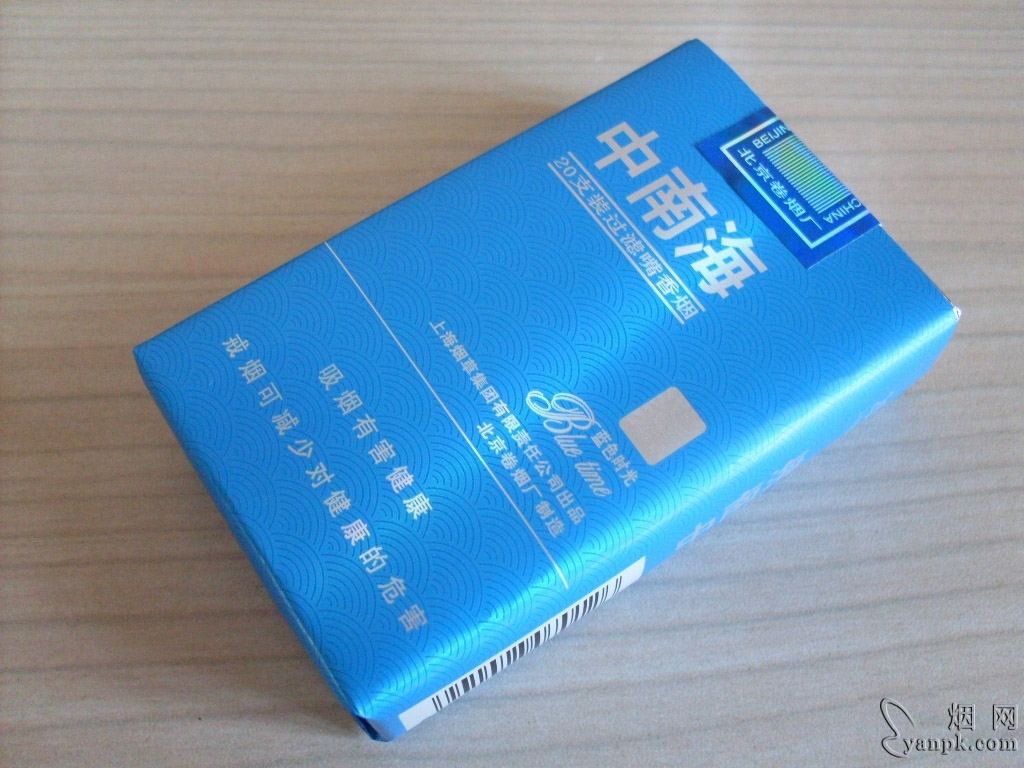 中南海
20支装过滤嘴香烟
BEIJIN
北京卷烟厂
CHINA
蓝色时光
Blue time
上海烟草集团有限责任公司出品
北京卷烟厂制造
吸烟有害健康
戒烟可减少对健康的危害
烟网
yanpk.com